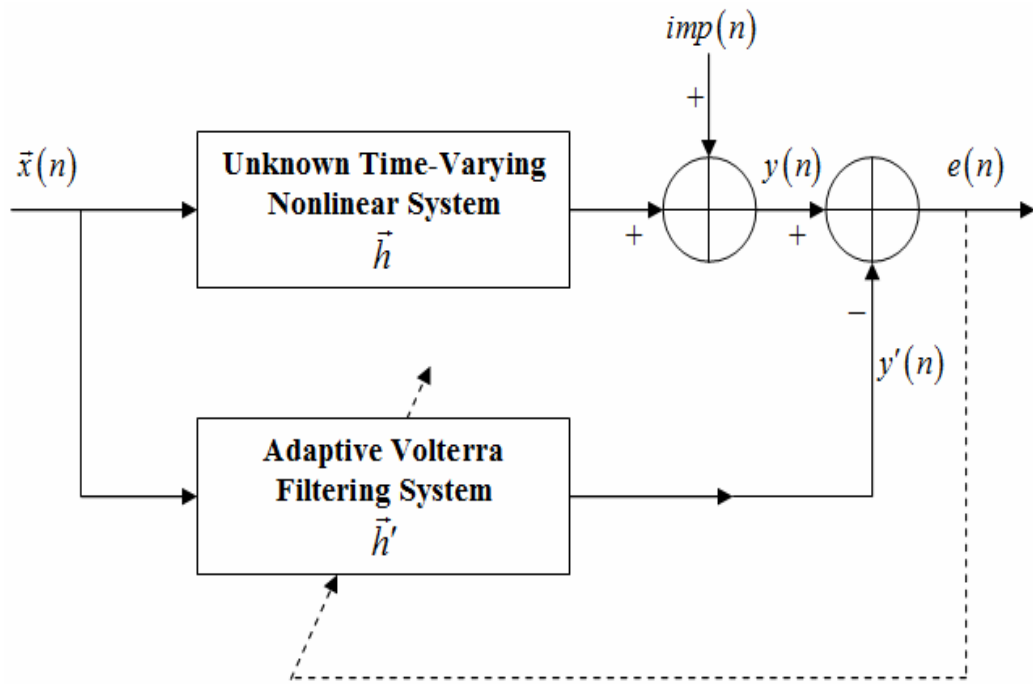 imp(n)
+
x⃗(n)
Unknown Time-Varying
Nonlinear System
h⃗
+
y(n)
+
e(n)
−
y′(n)
Adaptive Volterra
Filtering System
h⃗′